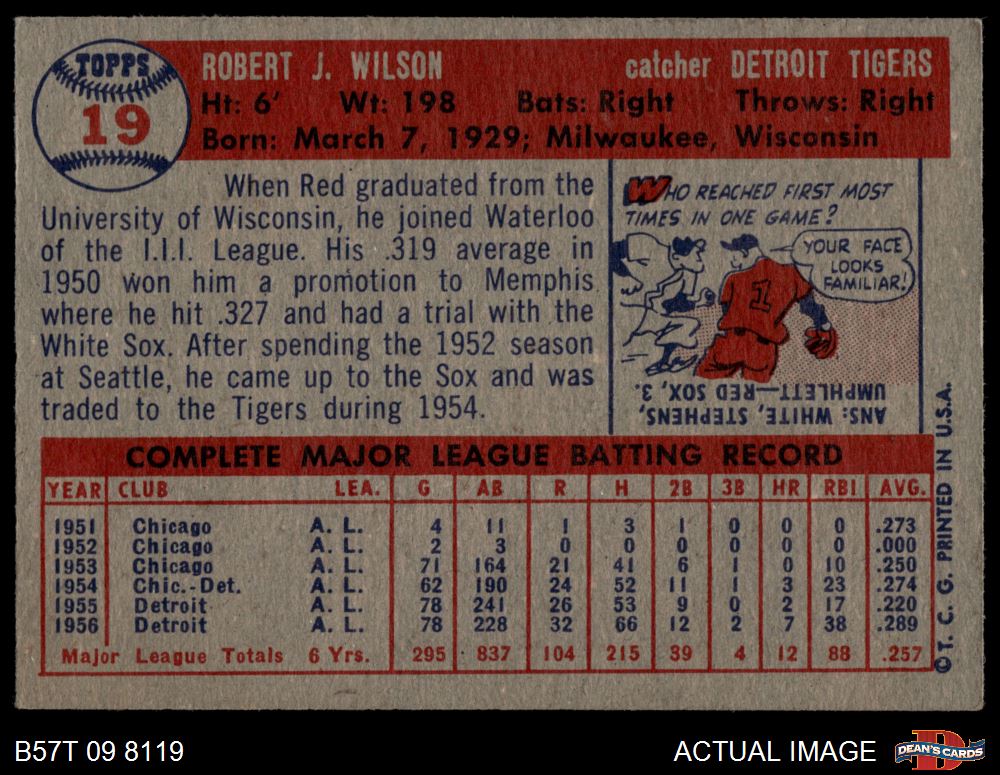 TOPPS
19
ROBERT J. WILSON catcher DETROIT TIGERS
Ht: 6' Wt: 198 Bats: Right Throws: Right
Born: March 7, 1929; Milwaukee, Wisconsin
When Red graduated from the
University of Wisconsin, he joined Waterloo
of the I.I.I. League. His .319 average in
1950 won him a promotion to Memphis
where he hit .327 and had a trial with the
White Sox. After spending the 1952 season
at Seattle, he came up to the Sox and was
traded to the Tigers during 1954.
WHO REACHED FIRST MOST
TIMES IN ONE GAME?
YOUR FACE
LOOKS
FAMILIAR!
1
ANS: WHITE, STEPHENS,
UMPHLETT—RED SOX, 3.
COMPLETE MAJOR LEAGUE BATTING RECORD
YEAR CLUB LEA. G AB R H 2B 3B HR RBI AVG.
1951 Chicago A. L. 4 11 1 3 1 0 0 0 .273
1952 Chicago A. L. 2 3 0 0 0 0 0 0 .000
1953 Chicago A. L. 71 164 21 41 6 1 0 10 .250
1954 Chic.-Det. A. L. 62 190 24 52 11 1 3 23 .274
1955 Detroit A. L. 78 241 26 53 9 0 2 17 .220
1956 Detroit A. L. 78 228 32 66 12 2 7 38 .289
Major League Totals 6 Yrs. 295 837 104 215 39 4 12 88 .257
© T. C. G. PRINTED IN U.S.A.
B57T 09 8119
ACTUAL IMAGE
D
DEAN'S CARDS